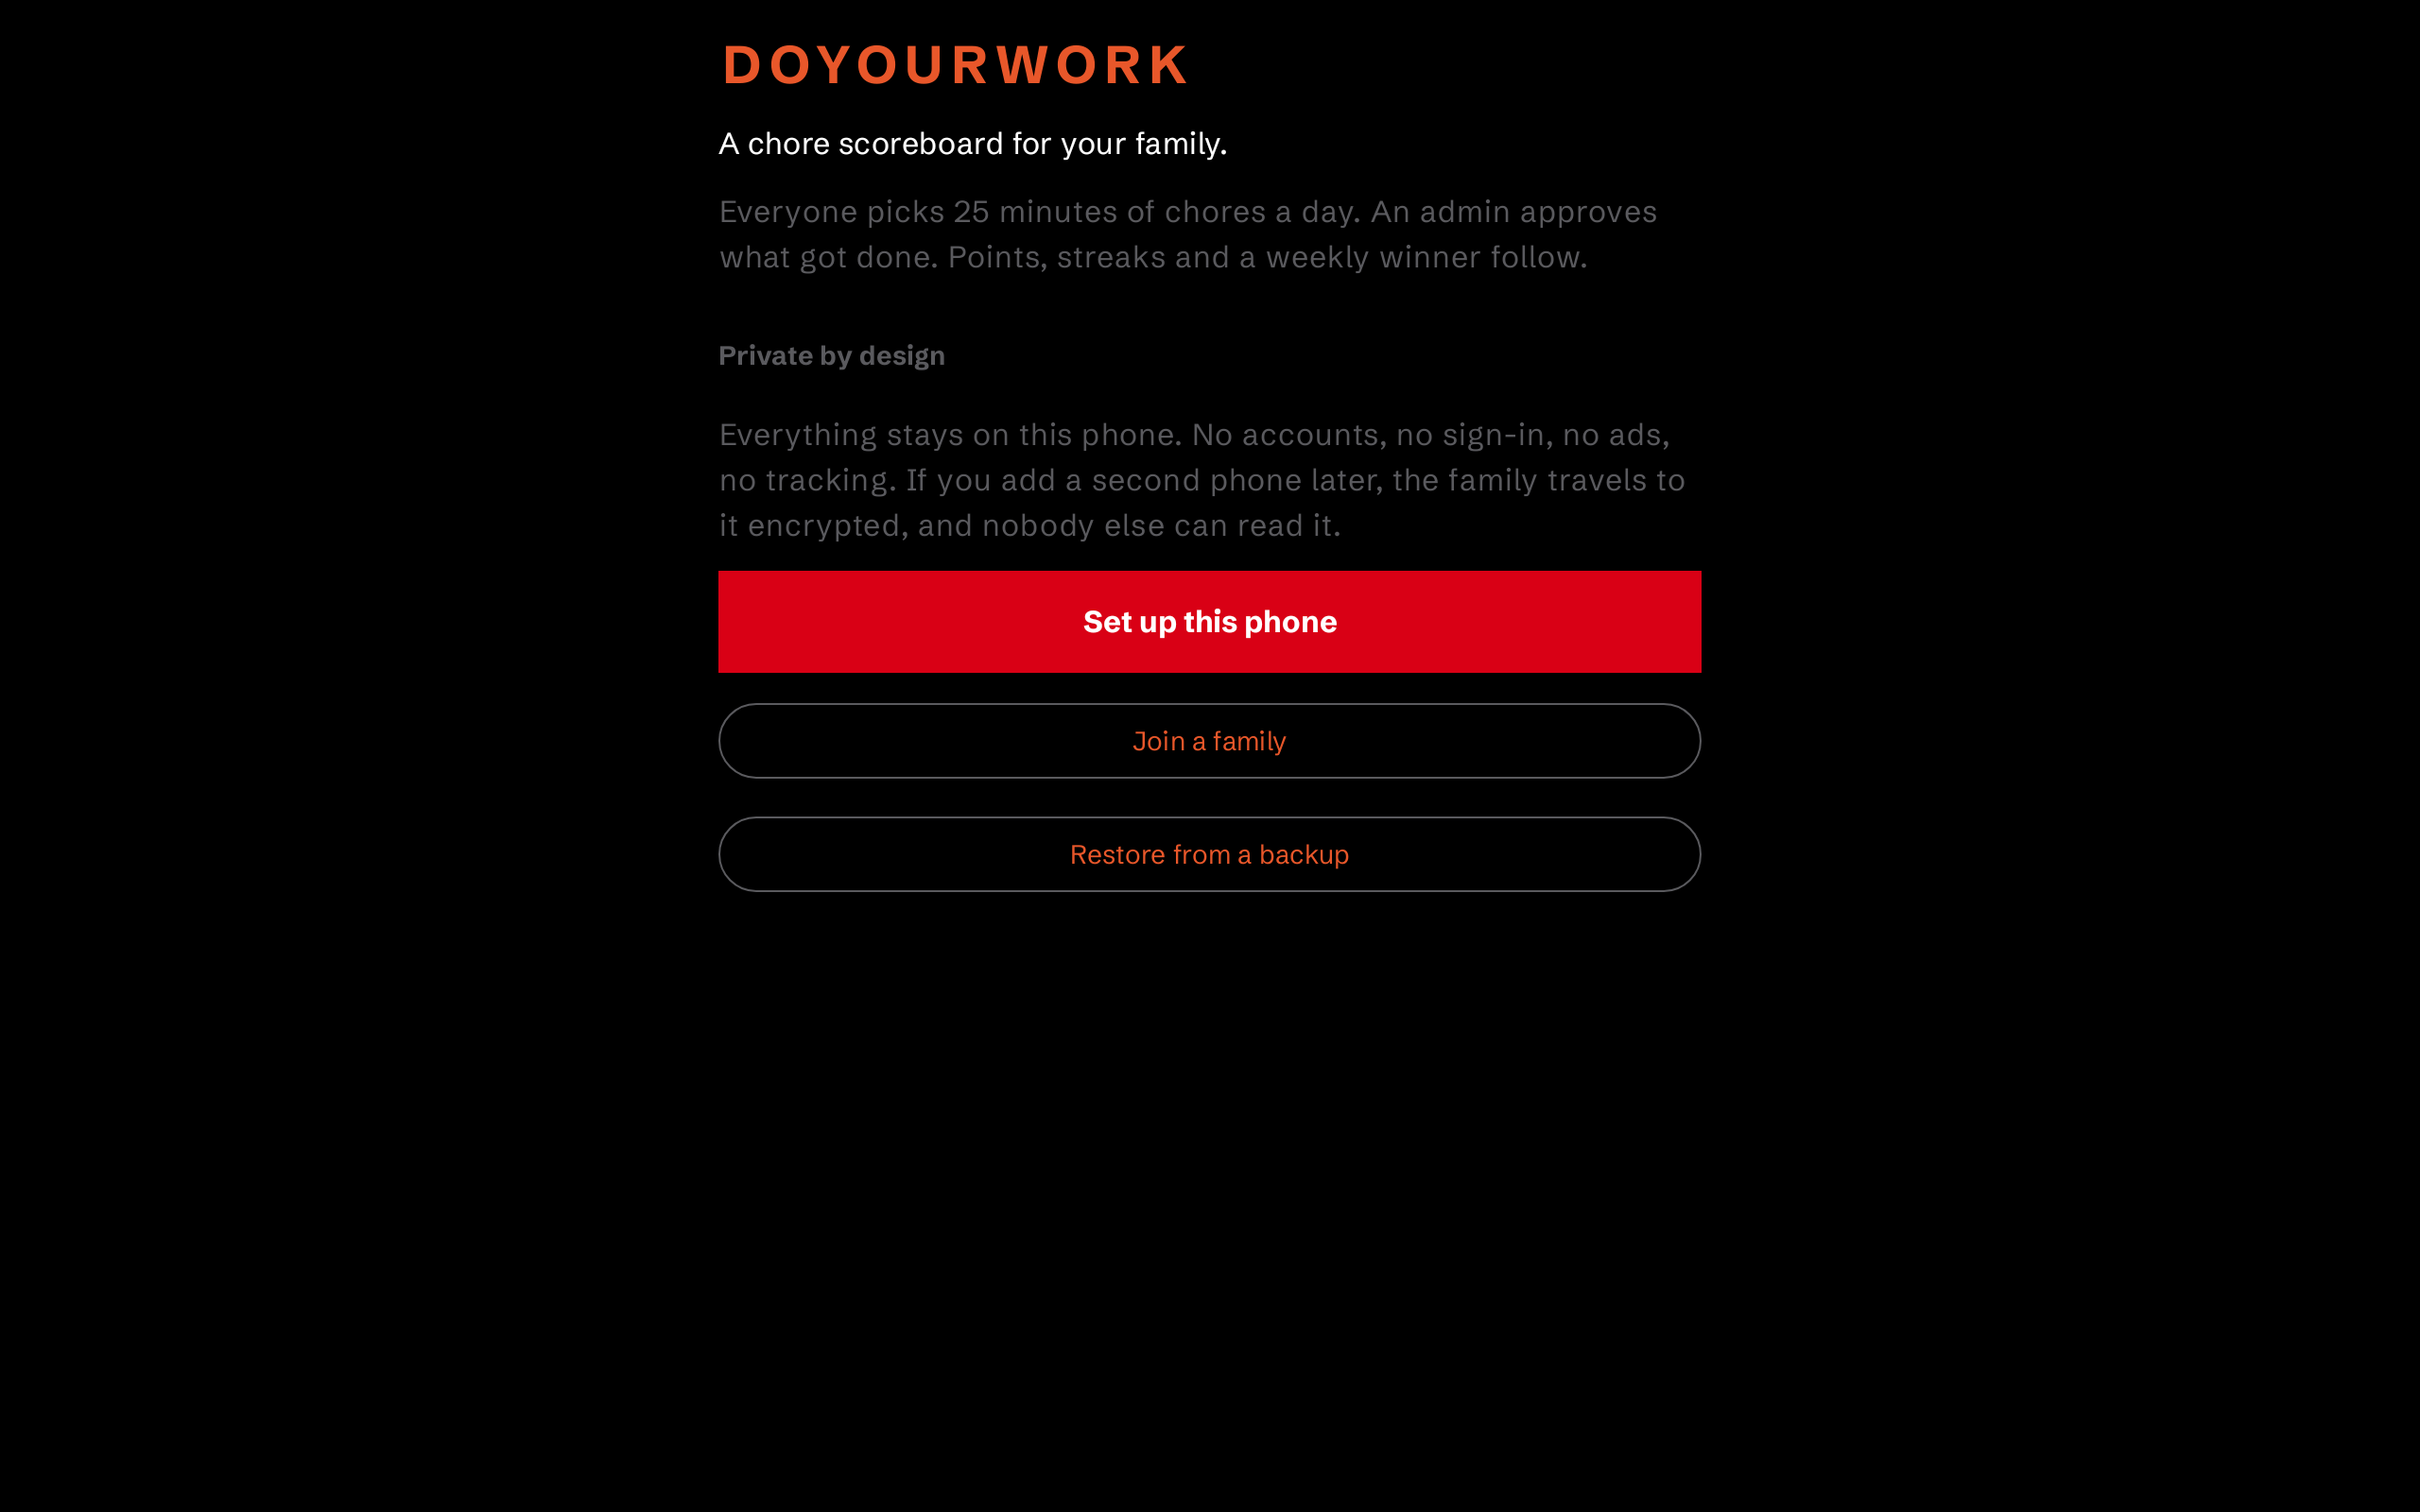 DOYOURWORK
A chore scoreboard for your family.
Everyone picks 25 minutes of chores a day. An admin approves
what got done. Points, streaks and a weekly winner follow.
Private by design
Everything stays on this phone. No accounts, no sign-in, no ads,
no tracking. If you add a second phone later, the family travels to
it encrypted, and nobody else can read it.
Set up this phone
Join a family
Restore from a backup